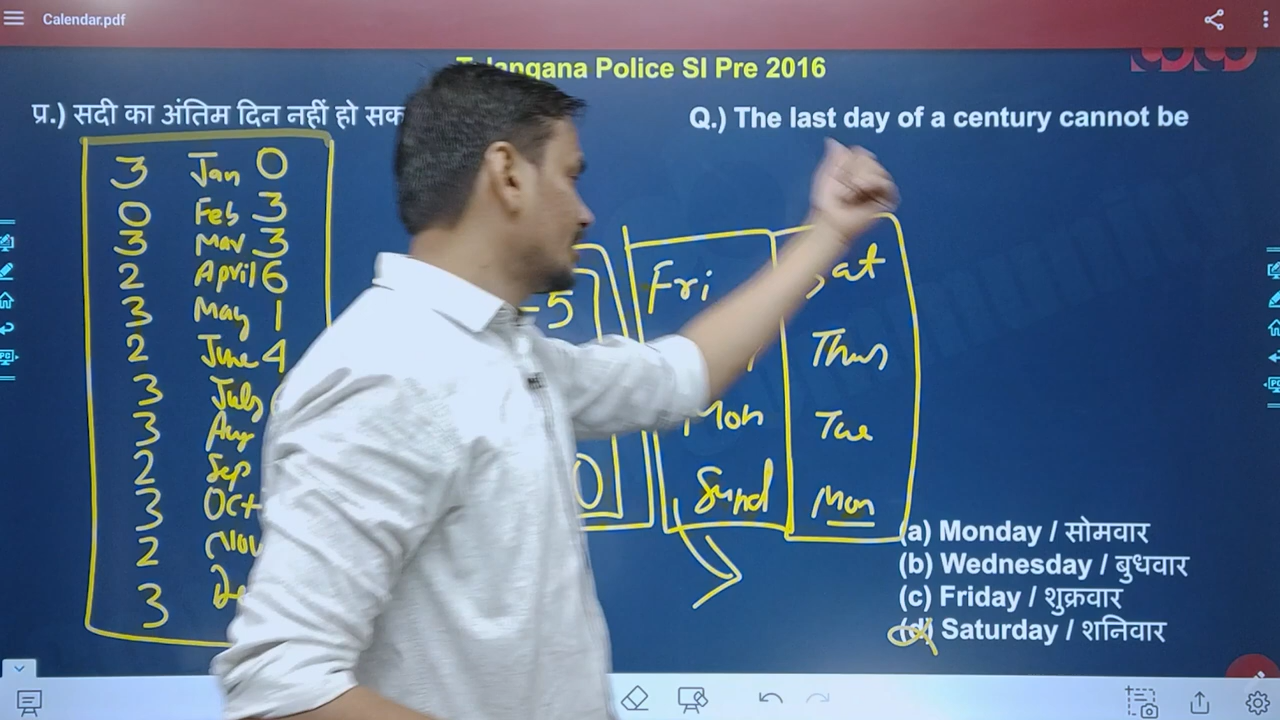 Calendar.pdf
Telangana Police SI Pre 2016
प्र.) सदी का अंतिम दिन नहीं हो
Q.) The last day of a century cannot be
3 Jan 0
0 Feb 3
3 Mar 3
2 April 6
3 May 1
2 June 4
3 July
3 Aug
2 Sep
3 Oct
2 Nov
3
5
0
Fri
Mon
Sund
Sat
Thus
Tue
Mon
(a) Monday / सोमवार
(b) Wednesday / बुधवार
(c) Friday / शुक्रवार
(d) Saturday / शनिवार